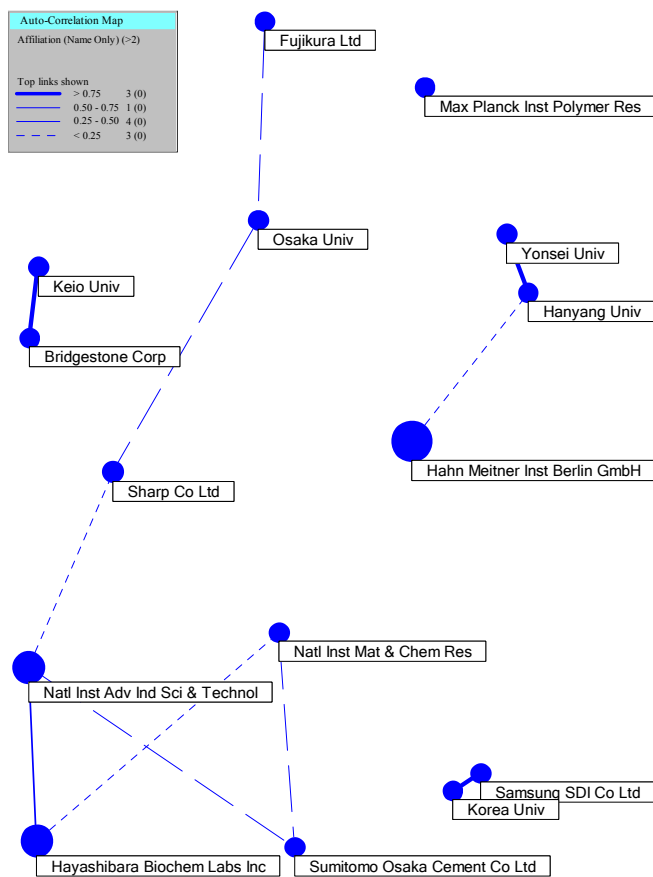 Auto-Correlation Map
Affiliation (Name Only) (>2)
Top links shown
> 0.75 3 (0)
0.50 - 0.75 1 (0)
0.25 - 0.50 4 (0)
< 0.25 3 (0)
Fujikura Ltd
Max Planck Inst Polymer Res
Osaka Univ
Yonsei Univ
Keio Univ
Hanyang Univ
Bridgestone Corp
Hahn Meitner Inst Berlin GmbH
Sharp Co Ltd
Natl Inst Mat & Chem Res
Natl Inst Adv Ind Sci & Technol
Samsung SDI Co Ltd
Korea Univ
Hayashibara Biochem Labs Inc
Sumitomo Osaka Cement Co Ltd